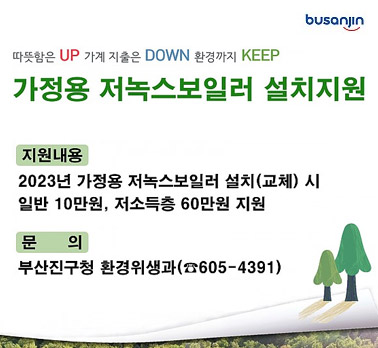 busanjin
따뜻함은 UP 가계 지출은 DOWN 환경까지 KEEP
가정용 저녹스보일러 설치지원
지원내용
2023년 가정용 저녹스보일러 설치(교체) 시
일반 10만원, 저소득층 60만원 지원
문 의
부산진구청 환경위생과(☎605-4391)